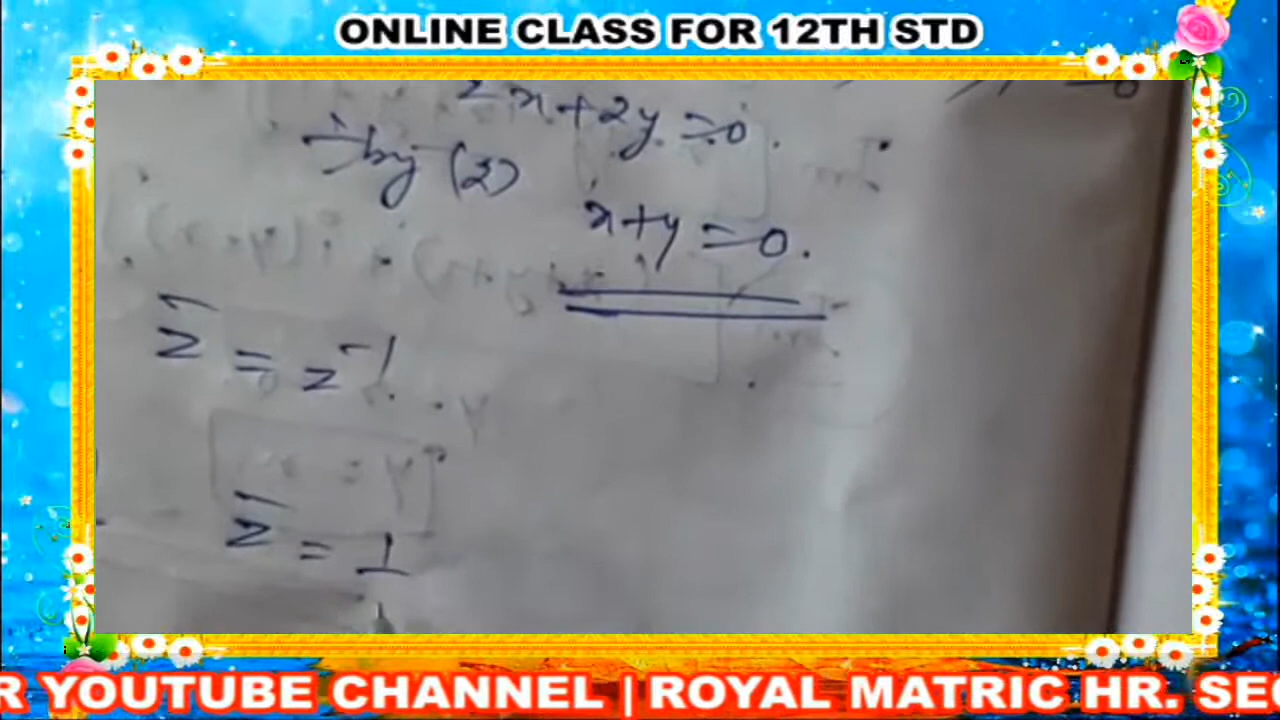 ONLINE CLASS FOR 12TH STD
2x+2y=0.
÷by (2)
x+y=0.
z̄ = z⁻¹.
z̄ = 1
R YOUTUBE CHANNEL | ROYAL MATRIC HR. SEC